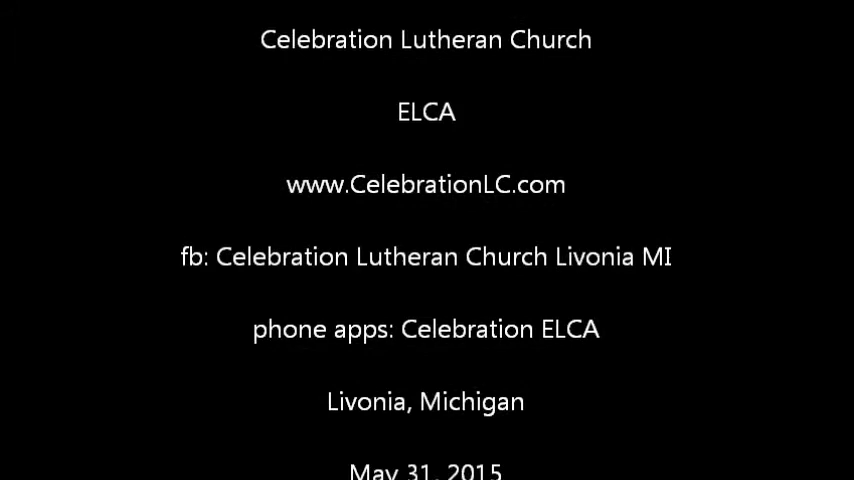 Celebration Lutheran Church
ELCA
www.CelebrationLC.com
fb: Celebration Lutheran Church Livonia MI
phone apps: Celebration ELCA
Livonia, Michigan
May 31, 2015